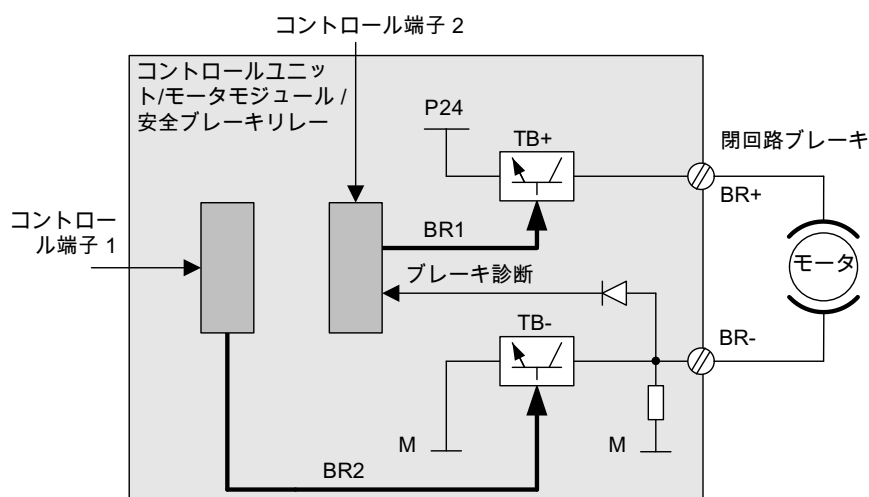 コントロール端子 2
コントロールユニッ
ト/モータモジュール /
安全ブレーキリレー
P24
TB+
閉回路ブレーキ
BR+
コントロー
ル端子 1
BR1
モータ
ブレーキ診断
TB-
BR-
M
M
BR2